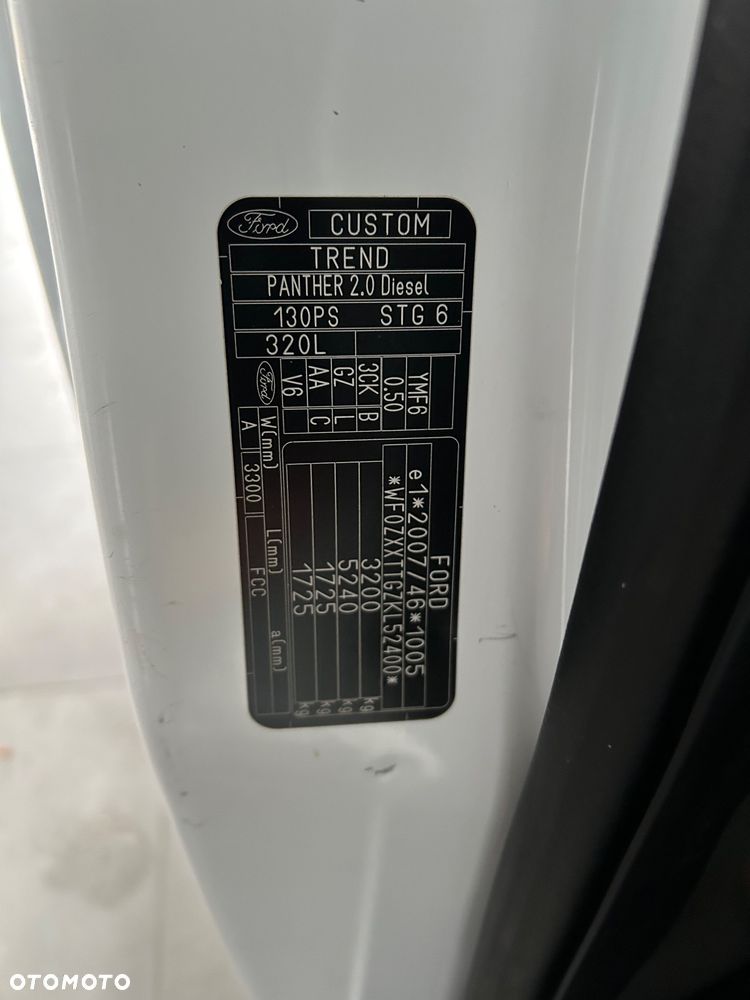 Ford
CUSTOM
TREND
PANTHER 2.0 Diesel
130PS STG 6
320L
YMF6
0.50
3CK B
GZ L
AA C
V6
FORD
e1*2007/46*1005
*WF0ZXXTTGZKL52400*
3200 kg
5240 kg
1725 kg
1725 kg
Ford
W(mm) L(mm) a(mm)
A 3300 FCC
OTOMOTO